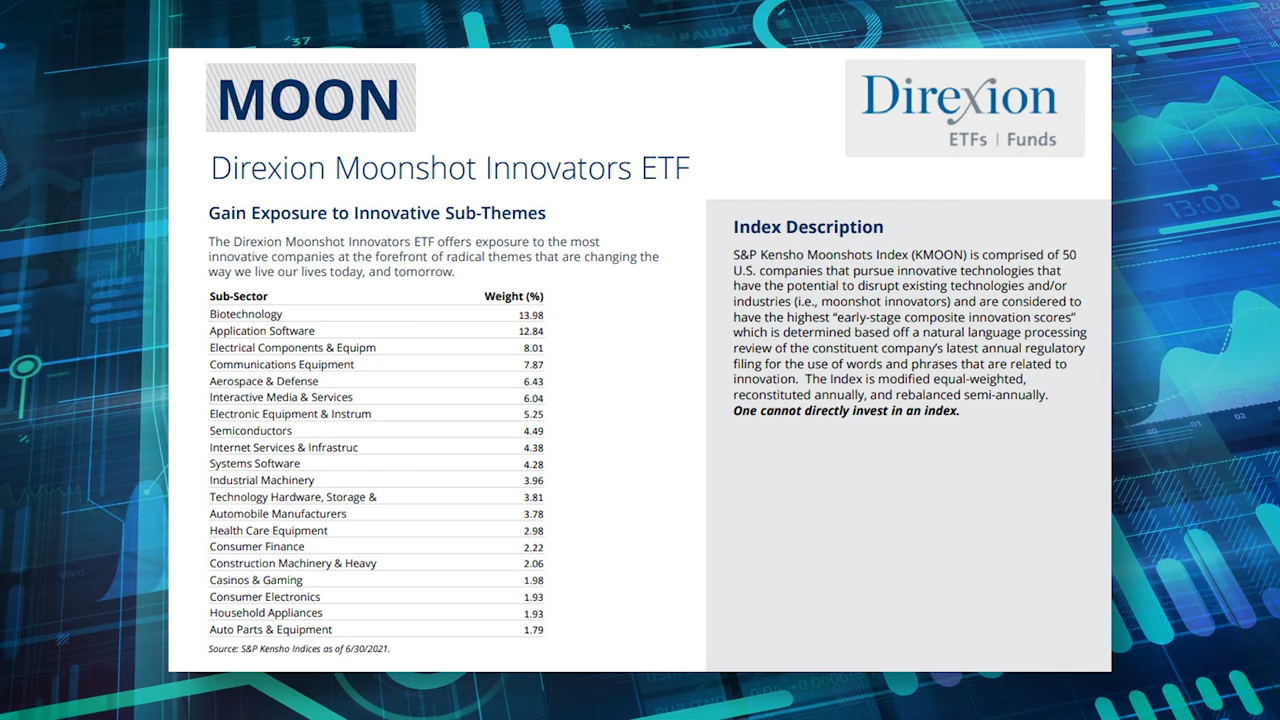 MOON
Direxion
ETFs | Funds
Direxion Moonshot Innovators ETF
Gain Exposure to Innovative Sub-Themes
The Direxion Moonshot Innovators ETF offers exposure to the most
innovative companies at the forefront of radical themes that are changing the
way we live our lives today, and tomorrow.
Sub-Sector Weight (%)
Biotechnology 13.98
Application Software 12.84
Electrical Components & Equipm 8.01
Communications Equipment 7.87
Aerospace & Defense 6.43
Interactive Media & Services 6.04
Electronic Equipment & Instrum 5.25
Semiconductors 4.49
Internet Services & Infrastruc 4.38
Systems Software 4.28
Industrial Machinery 3.96
Technology Hardware, Storage & 3.81
Automobile Manufacturers 3.78
Health Care Equipment 2.98
Consumer Finance 2.22
Construction Machinery & Heavy 2.06
Casinos & Gaming 1.98
Consumer Electronics 1.93
Household Appliances 1.93
Auto Parts & Equipment 1.79
Source: S&P Kensho Indices as of 6/30/2021.
Index Description
S&P Kensho Moonshots Index (KMOON) is comprised of 50
U.S. companies that pursue innovative technologies that
have the potential to disrupt existing technologies and/or
industries (i.e., moonshot innovators) and are considered to
have the highest “early-stage composite innovation scores”
which is determined based off a natural language processing
review of the constituent company’s latest annual regulatory
filing for the use of words and phrases that are related to
innovation. The Index is modified equal-weighted,
reconstituted annually, and rebalanced semi-annually.
One cannot directly invest in an index.
37
13:00
00
01
02
Wed